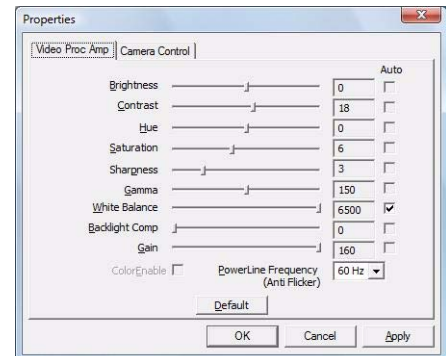 Properties
Video Proc Amp Camera Control
Auto
Brightness 0
Contrast 18
Hue 0
Saturation 6
Sharpness 3
Gamma 150
White Balance 6500
Backlight Comp 0
Gain 160
ColorEnable PowerLine Frequency 60 Hz
(Anti Flicker)
Default
OK Cancel Apply